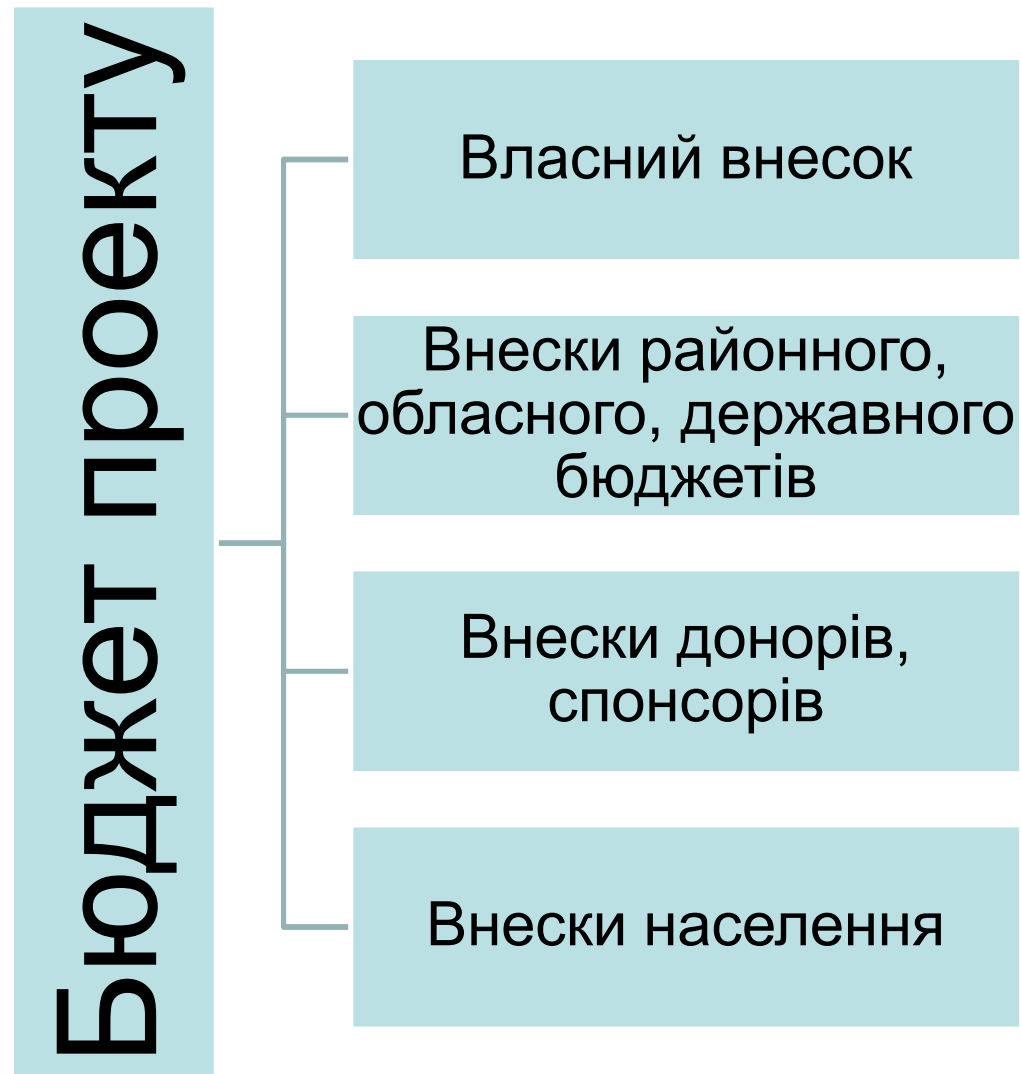 Бюджет проекту
Власний внесок
Внески районного,
обласного, державного
бюджетів
Внески донорів,
спонсорів
Внески населення